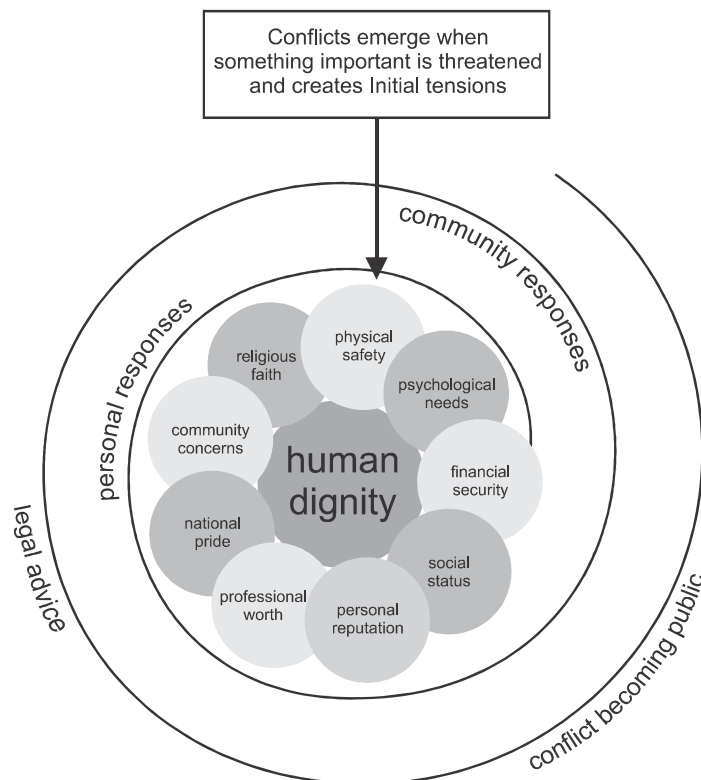 Conflicts emerge when
something important is threatened
and creates Initial tensions
community responses
personal responses
physical
safety
religious
faith
psychological
needs
community
concerns
human
dignity
financial
security
national
pride
social
status
professional
worth
personal
reputation
legal advice
conflict becoming public